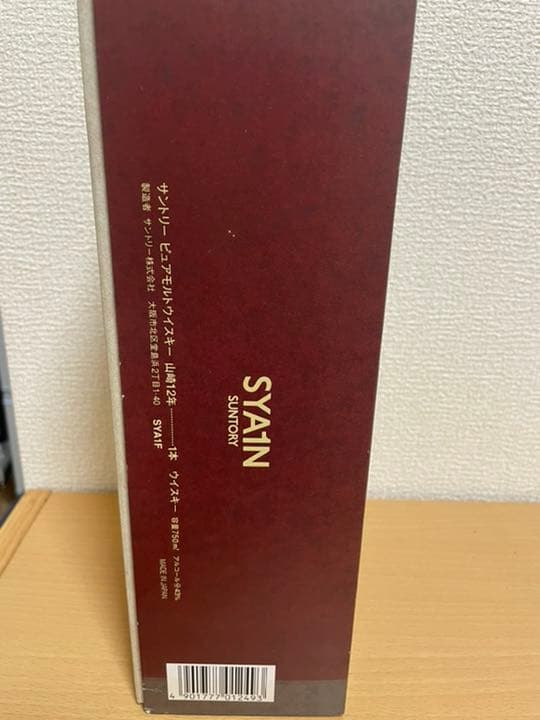 サントリー ピュアモルトウイスキー 山崎12年…………1本 ウイスキー 容量750ml アルコール分43%
製造者 サントリー株式会社 大阪市北区堂島浜2丁目1-40 SYA1F MADE IN JAPAN
SYA1N
SUNTORY
4 901777 012493